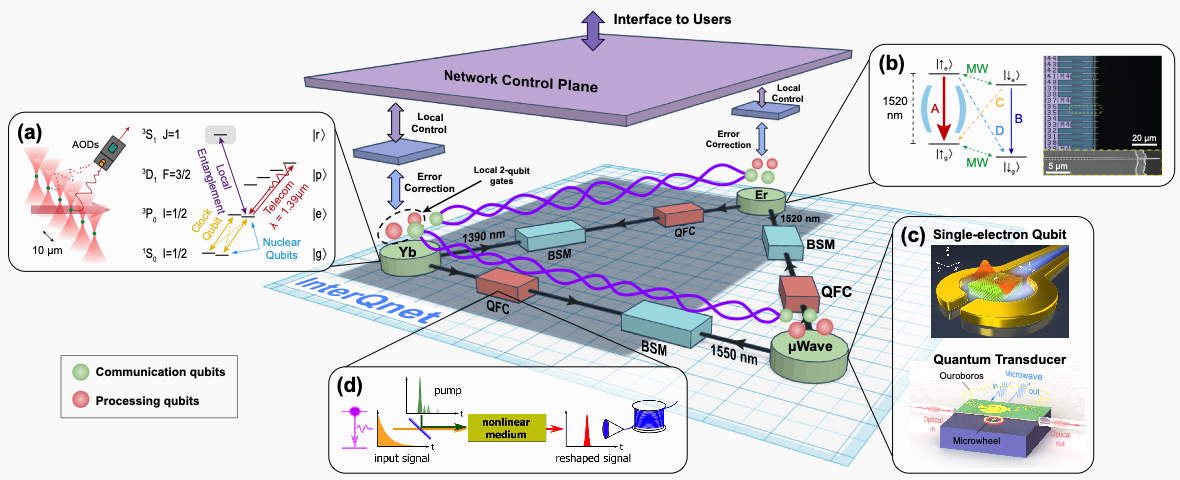 Interface to Users
Network Control Plane
Local
Control
Local
Control
Error
Correction
Error
Correction
Local 2-qubit
gates
(a)
AODs
10 µm
³S₁ J=1
³D₁ F=3/2
³P₀ I=1/2
¹S₀ I=1/2
Local
Entanglement
Telecom
λ = 1.39µm
Clock
Qubit
Nuclear
Qubits
|r⟩
|p⟩
|e⟩
|g⟩
(b)
|↑ₑ⟩
MW
|↓ₑ⟩
1520
nm
A
C
D
B
|↑g⟩
MW
|↓g⟩
20 µm
5 µm
Er
1520 nm
QFC
BSM
1390 nm
BSM
Yb
QFC
QFC
BSM
1550 nm
µWave
InterQnet
(c)
Single-electron Qubit
Quantum Transducer
Ouroboros
Microwave
in
out
Optical
in
Optical
out
Microwheel
Communication qubits
Processing qubits
(d)
pump
t
nonlinear
medium
t
t
input signal
reshaped signal